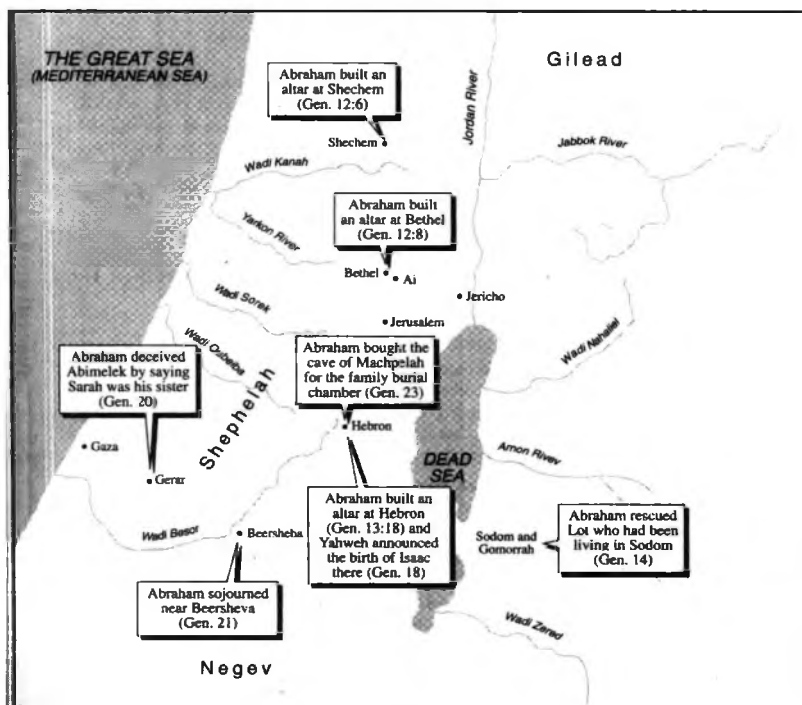 THE GREAT SEA
(MEDITERRANEAN SEA)
Gilead
Abraham built an
altar at Shechem
(Gen. 12:6)
Shechem
Jordan River
Jabbok River
Wadi Kanah
Abraham built
an altar at Bethel
(Gen. 12:8)
Yarkon River
Bethel
Ai
Jericho
Wadi Sorek
Jerusalem
Wadi Nahaliel
Abraham deceived
Abimelek by saying
Sarah was his sister
(Gen. 20)
Abraham bought the
cave of Machpelah
for the family burial
chamber (Gen. 23)
Shephelah
Hebron
Gaza
Gerar
DEAD
SEA
Abraham built an
altar at Hebron
(Gen. 13:18) and
Yahweh announced
the birth of Isaac
there (Gen. 18)
Sodom and
Gomorrah
Abraham rescued
Lot who had been
living in Sodom
(Gen. 14)
Wadi Besor
Beersheba
Abraham sojourned
near Beersheva
(Gen. 21)
Wadi Zered
Negev